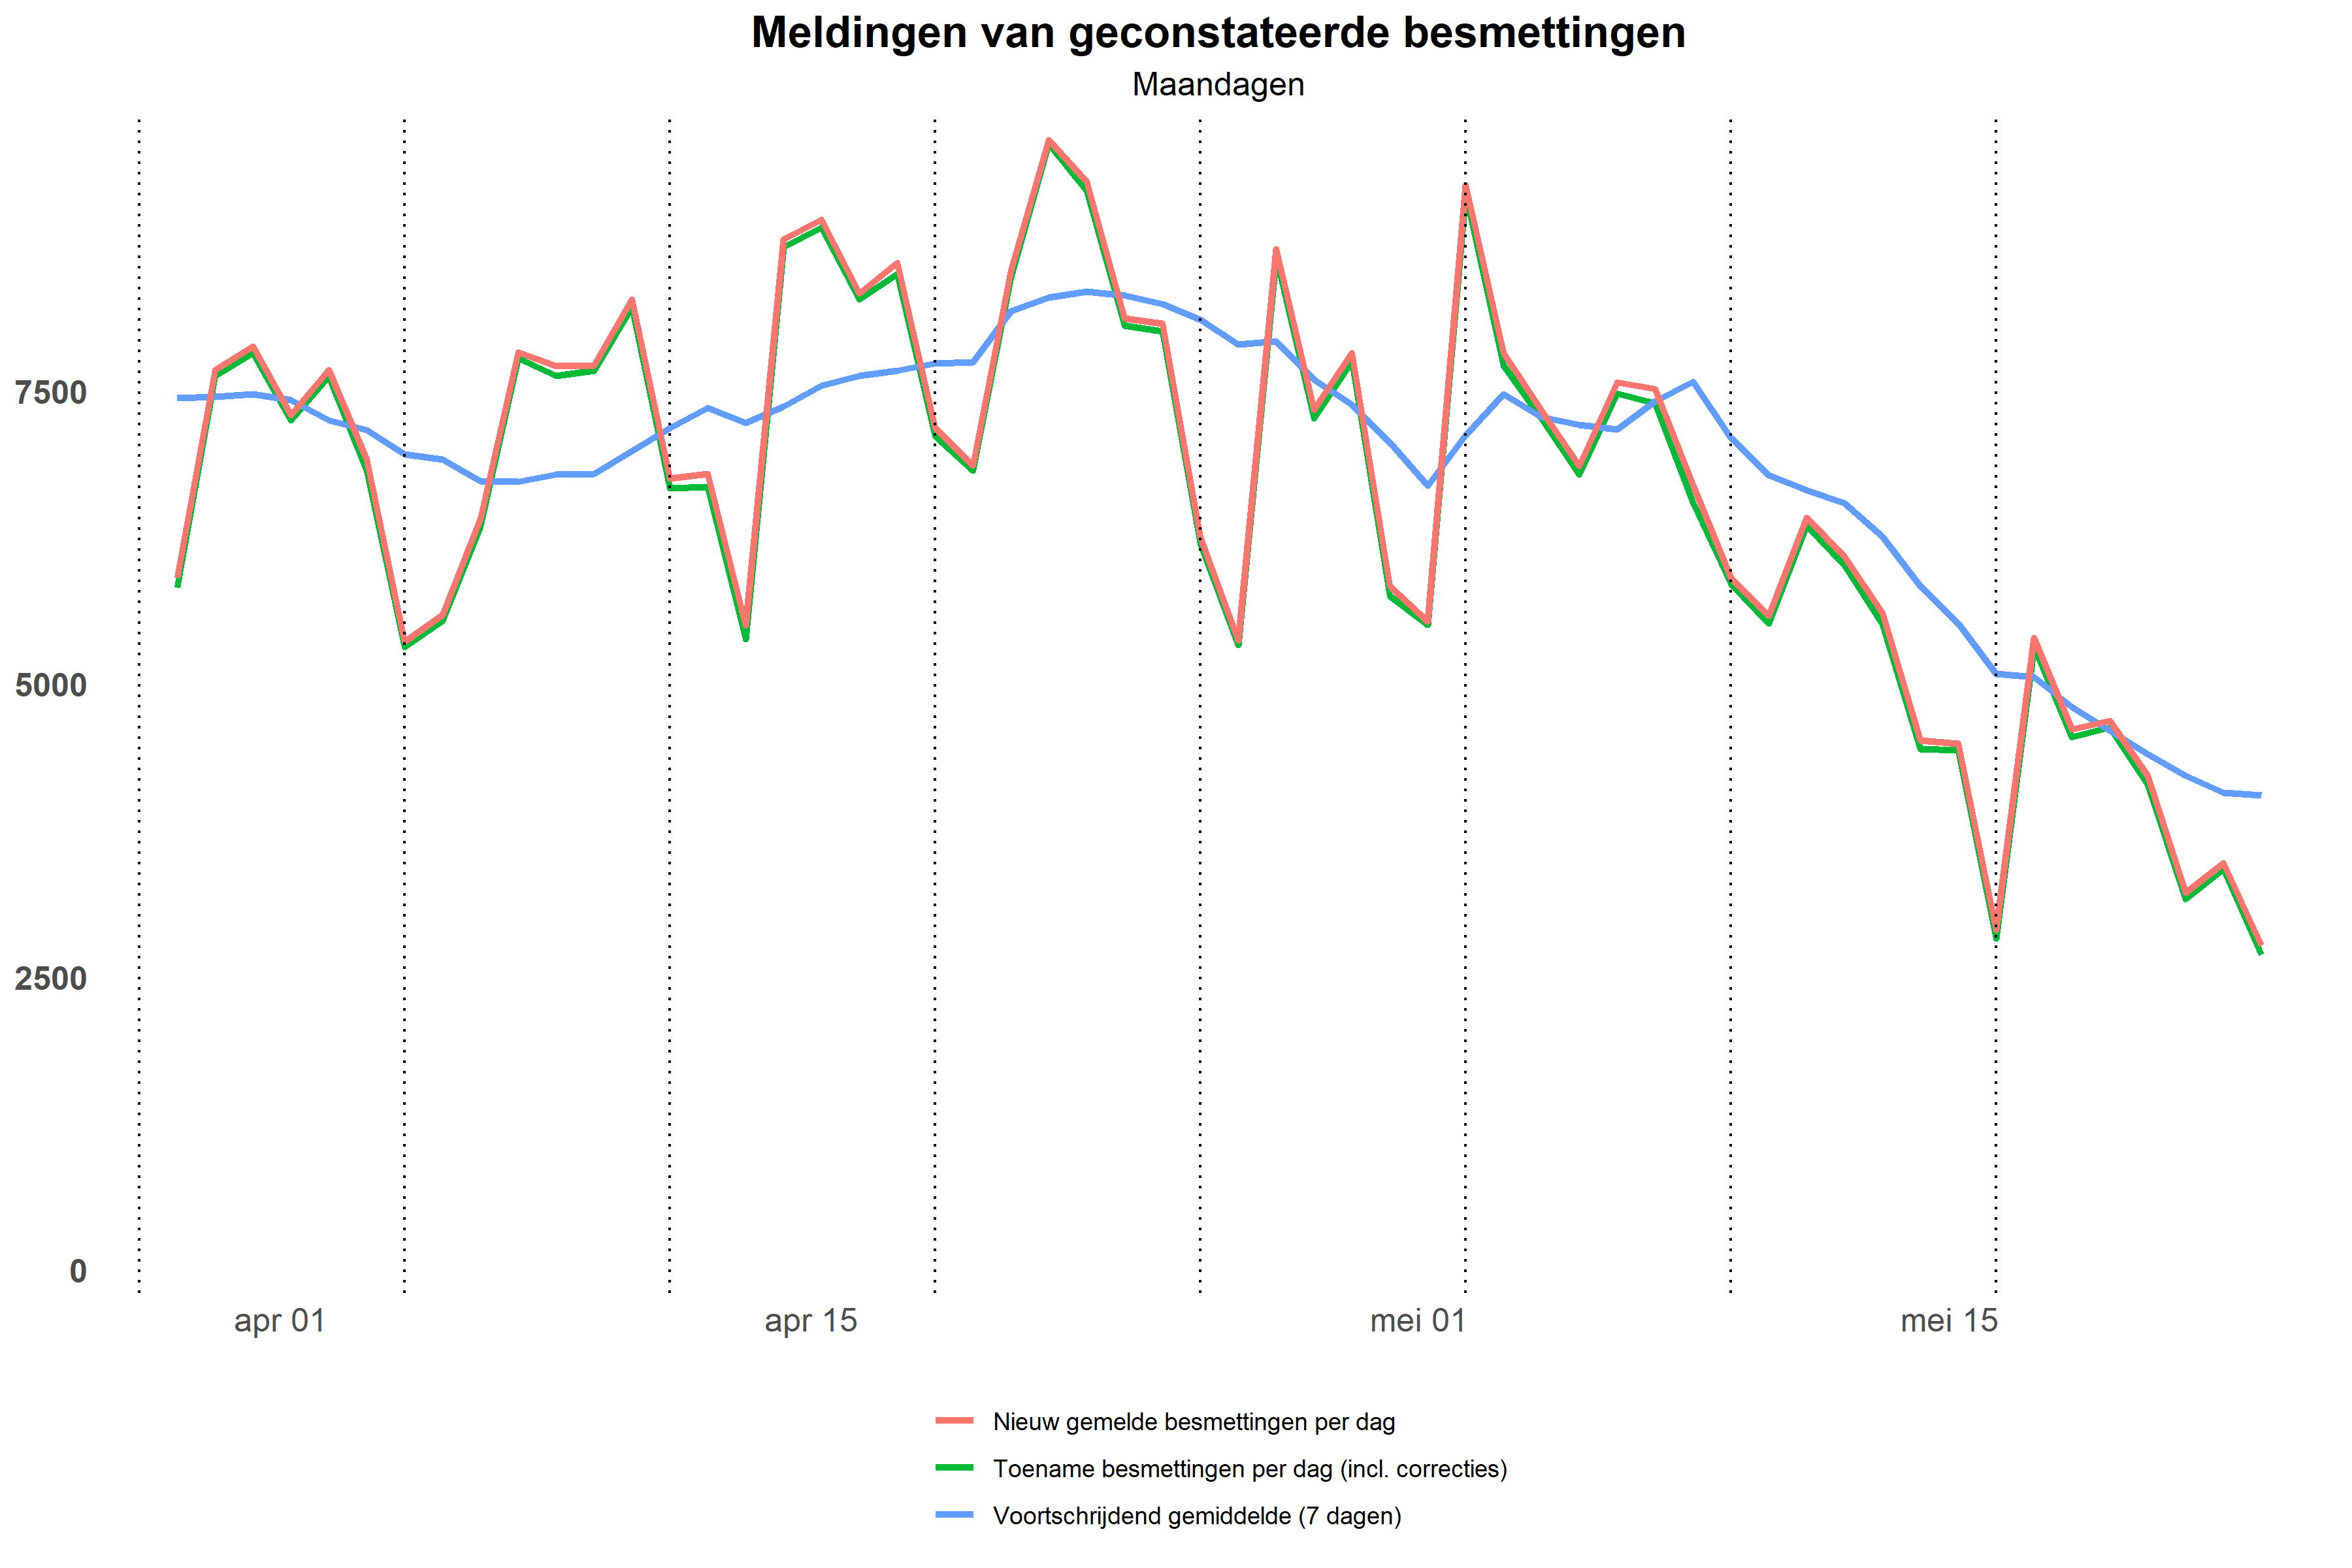 Meldingen van geconstateerde besmettingen
Maandagen
7500
5000
2500
0
apr 01
apr 15
mei 01
mei 15
Nieuw gemelde besmettingen per dag
Toename besmettingen per dag (incl. correcties)
Voortschrijdend gemiddelde (7 dagen)